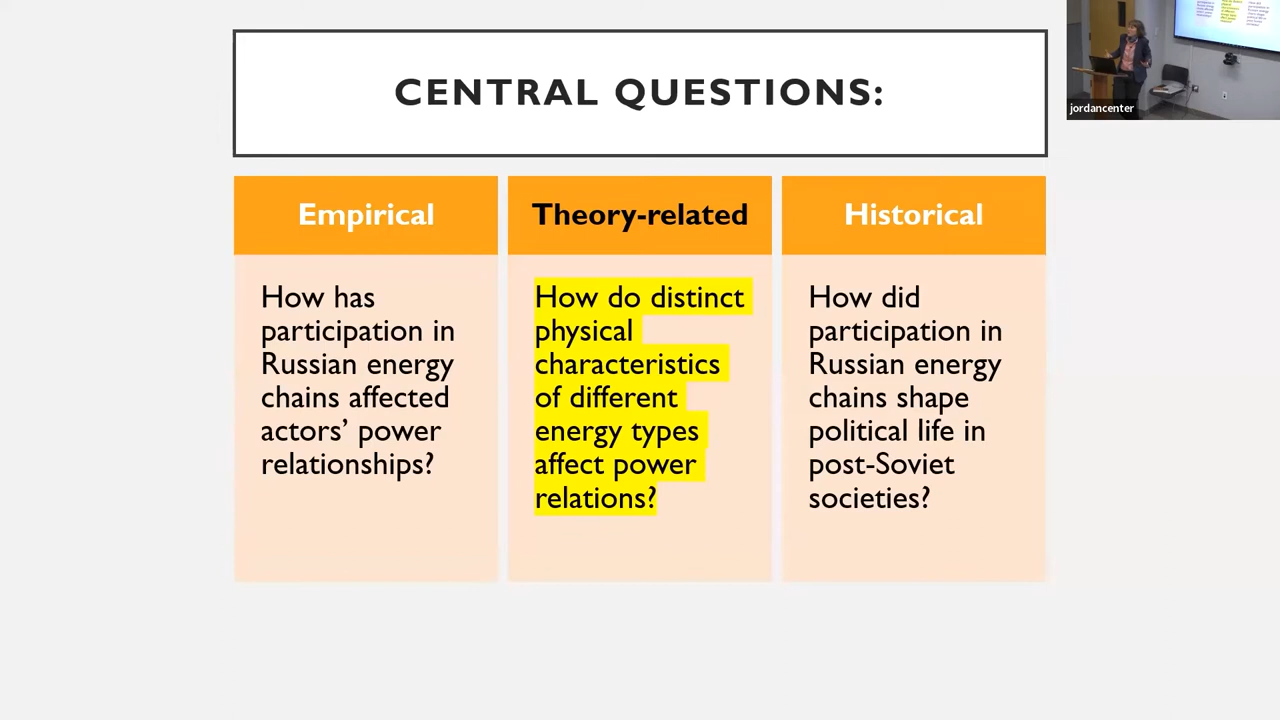 CENTRAL QUESTIONS:
jordancenter
Empirical
How has
participation in
Russian energy
chains affected
actors’ power
relationships?
Theory-related
How do distinct
physical
characteristics
of different
energy types
affect power
relations?
Historical
How did
participation in
Russian energy
chains shape
political life in
post-Soviet
societies?